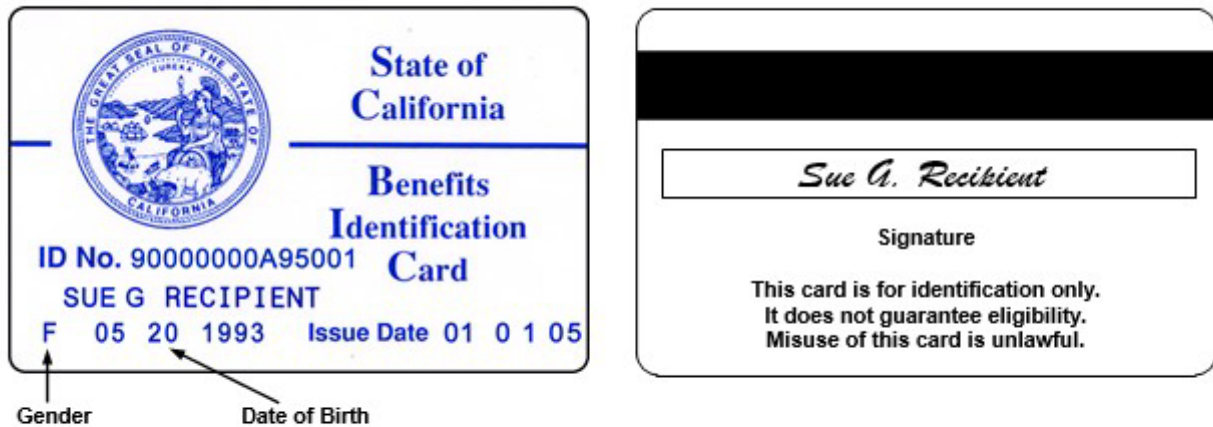 THE GREAT SEAL OF THE STATE OF CALIFORNIA
EUREKA
State of
California
Benefits
Identification
Card
ID No. 90000000A95001
SUE G RECIPIENT
F 05 20 1993 Issue Date 01 0 1 05
Gender Date of Birth
Sue G. Recipient
Signature
This card is for identification only.
It does not guarantee eligibility.
Misuse of this card is unlawful.